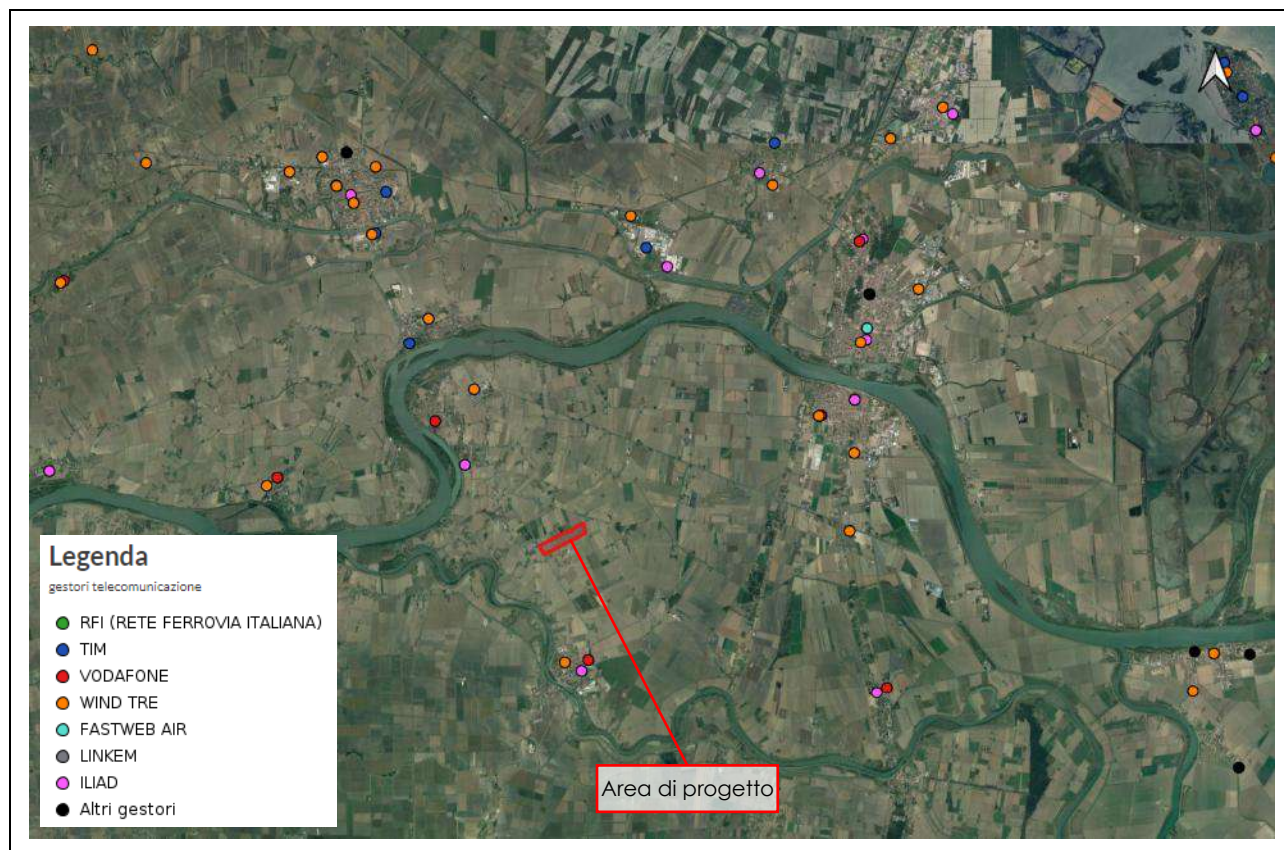 Legenda
gestori telecomunicazione
RFI (RETE FERROVIA ITALIANA)
TIM
VODAFONE
WIND TRE
FASTWEB AIR
LINKEM
ILIAD
Altri gestori
Area di progetto